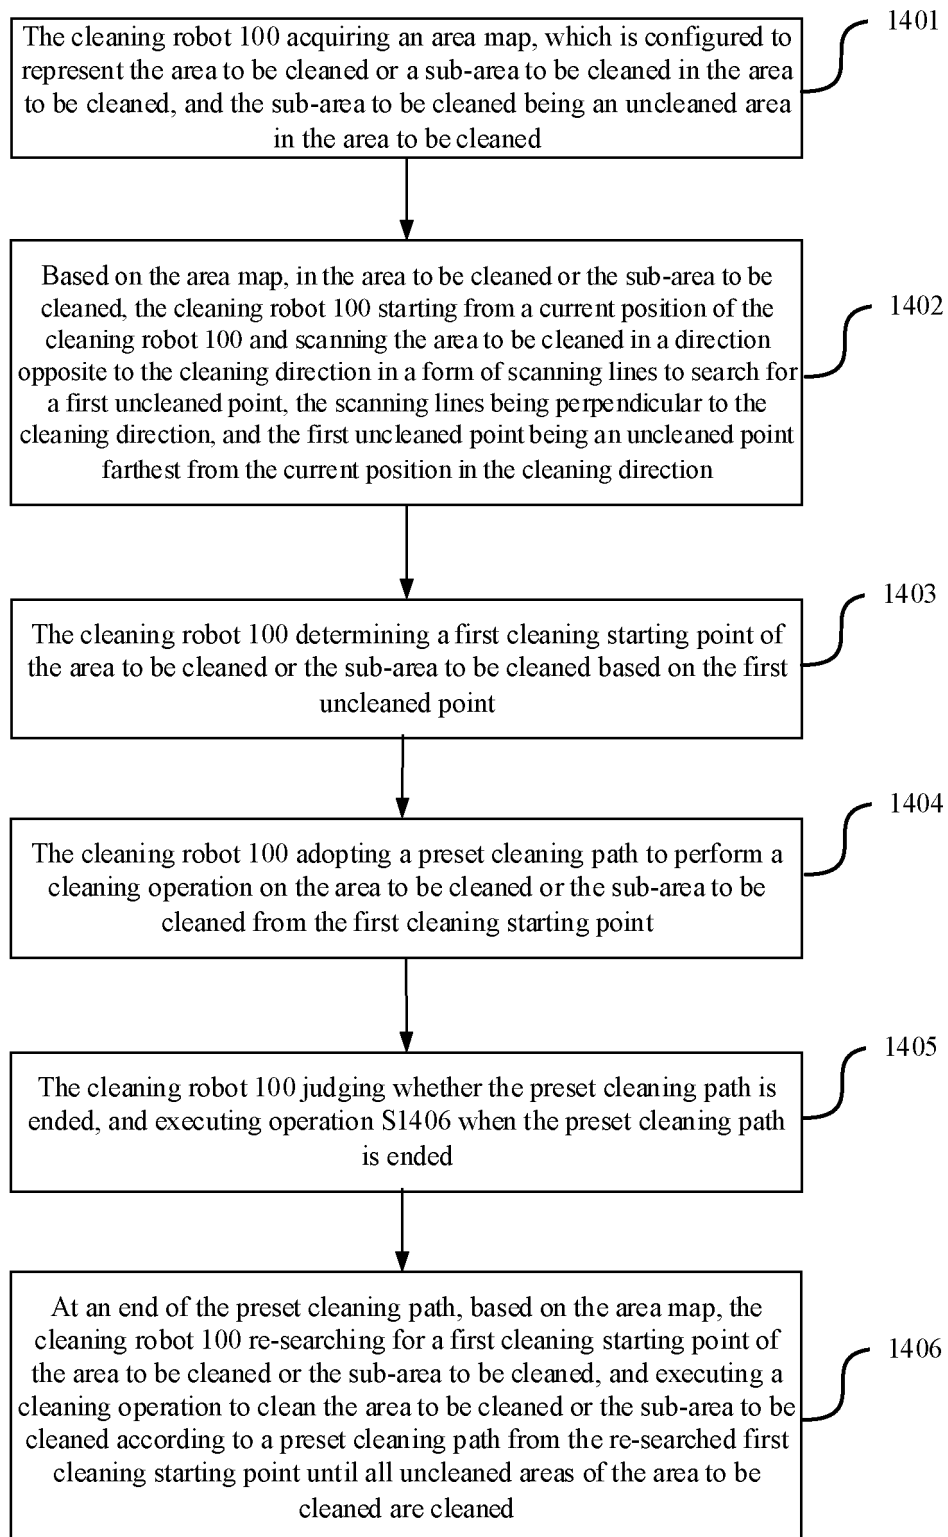 The cleaning robot 100 acquiring an area map, which is configured to
represent the area to be cleaned or a sub-area to be cleaned in the area
to be cleaned, and the sub-area to be cleaned being an uncleaned area
in the area to be cleaned
1401
Based on the area map, in the area to be cleaned or the sub-area to be
cleaned, the cleaning robot 100 starting from a current position of the
cleaning robot 100 and scanning the area to be cleaned in a direction
opposite to the cleaning direction in a form of scanning lines to search for
a first uncleaned point, the scanning lines being perpendicular to the
cleaning direction, and the first uncleaned point being an uncleaned point
farthest from the current position in the cleaning direction
1402
The cleaning robot 100 determining a first cleaning starting point of
the area to be cleaned or the sub-area to be cleaned based on the first
uncleaned point
1403
The cleaning robot 100 adopting a preset cleaning path to perform a
cleaning operation on the area to be cleaned or the sub-area to be
cleaned from the first cleaning starting point
1404
The cleaning robot 100 judging whether the preset cleaning path is
ended, and executing operation S1406 when the preset cleaning path
is ended
1405
At an end of the preset cleaning path, based on the area map, the
cleaning robot 100 re-searching for a first cleaning starting point of
the area to be cleaned or the sub-area to be cleaned, and executing a
cleaning operation to clean the area to be cleaned or the sub-area to be
cleaned according to a preset cleaning path from the re-searched first
cleaning starting point until all uncleaned areas of the area to be
cleaned are cleaned
1406